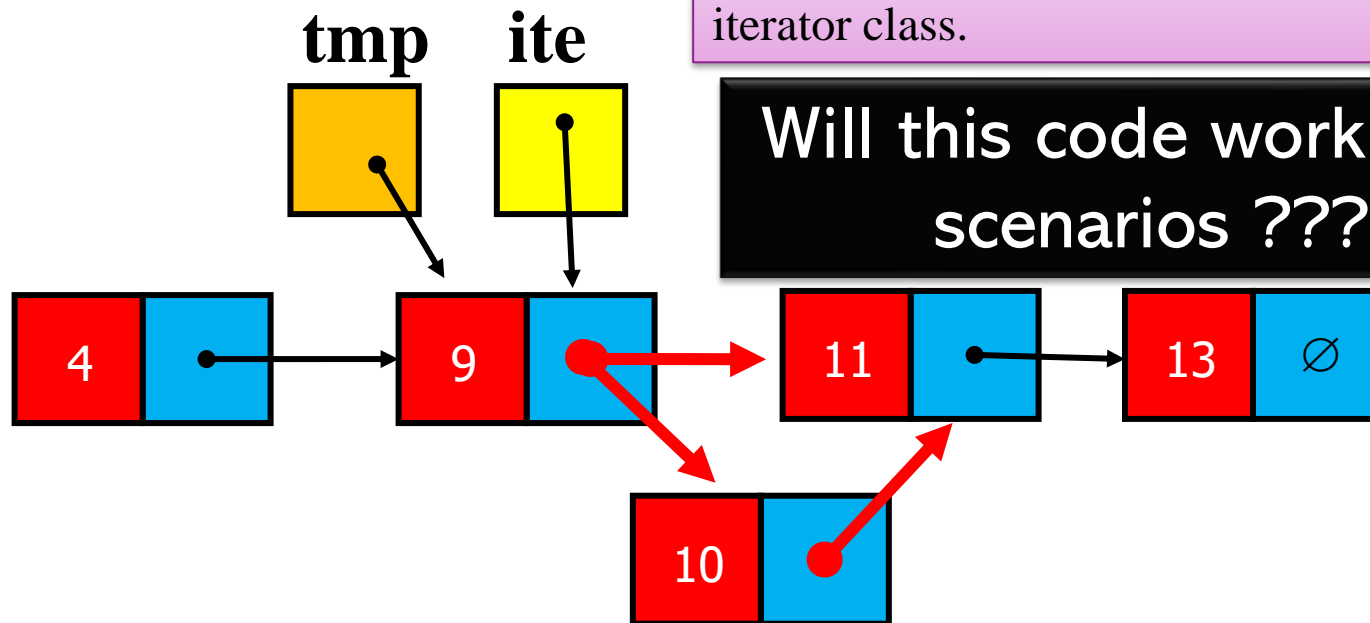 iterator class.
tmp ite
Will this code work
scenarios ???
4 9 11 13 ∅
10